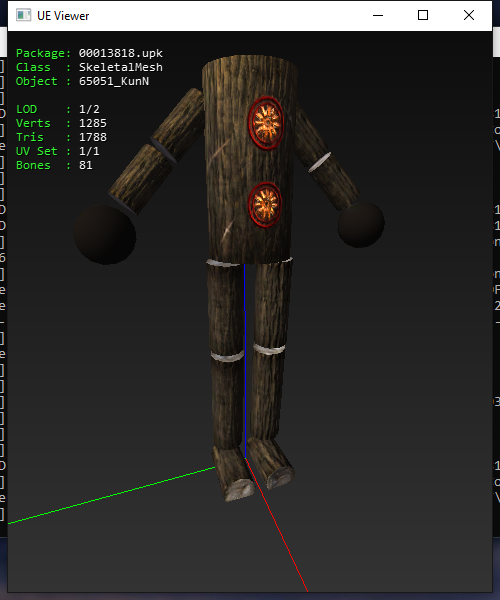 UE Viewer
Package: 00013818.upk
Class : SkeletalMesh
Object : 65051_KunN
LOD : 1/2
Verts : 1285
Tris : 1788
UV Set : 1/1
Bones : 81